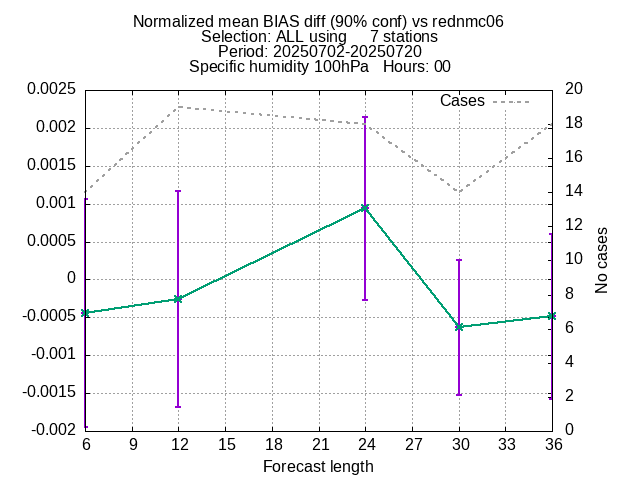 Normalized mean BIAS diff (90% conf) vs rednmc06
Selection: ALL using 7 stations
Period: 20250702-20250720
Specific humidity 100hPa Hours: 00
0.0025 20
Cases
0.002 18
0.0015 16
0.001 14
0.0005 12
0 10
-0.0005 8
-0.001 6
-0.0015 4
-0.002 2
0
No cases
6 9 12 15 18 21 24 27 30 33 36
Forecast length